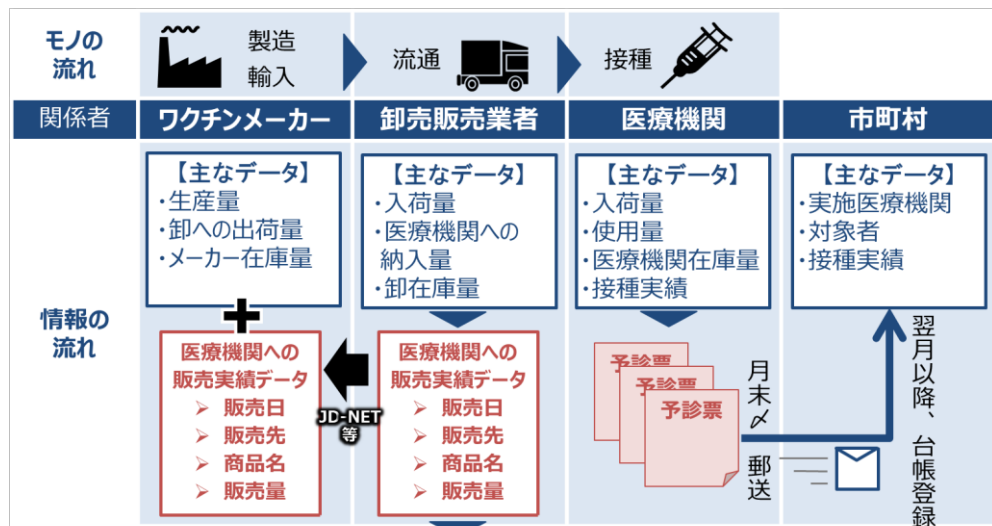 モノの
流れ
製造
輸入
流通
接種
関係者
ワクチンメーカー
卸売販売業者
医療機関
市町村
情報の
流れ
【主なデータ】
・生産量
・卸への出荷量
・メーカー在庫量
医療機関への
販売実績データ
➢ 販売日
➢ 販売先
➢ 商品名
➢ 販売量
JD-NET
等
【主なデータ】
・入荷量
・医療機関への
納入量
・卸在庫量
医療機関への
販売実績データ
➢ 販売日
➢ 販売先
➢ 商品名
➢ 販売量
【主なデータ】
・入荷量
・使用量
・医療機関在庫量
・接種実績
予診票
予診票
予診票
月末〆
郵送
【主なデータ】
・実施医療機関
・対象者
・接種実績
翌月以降、台帳登録